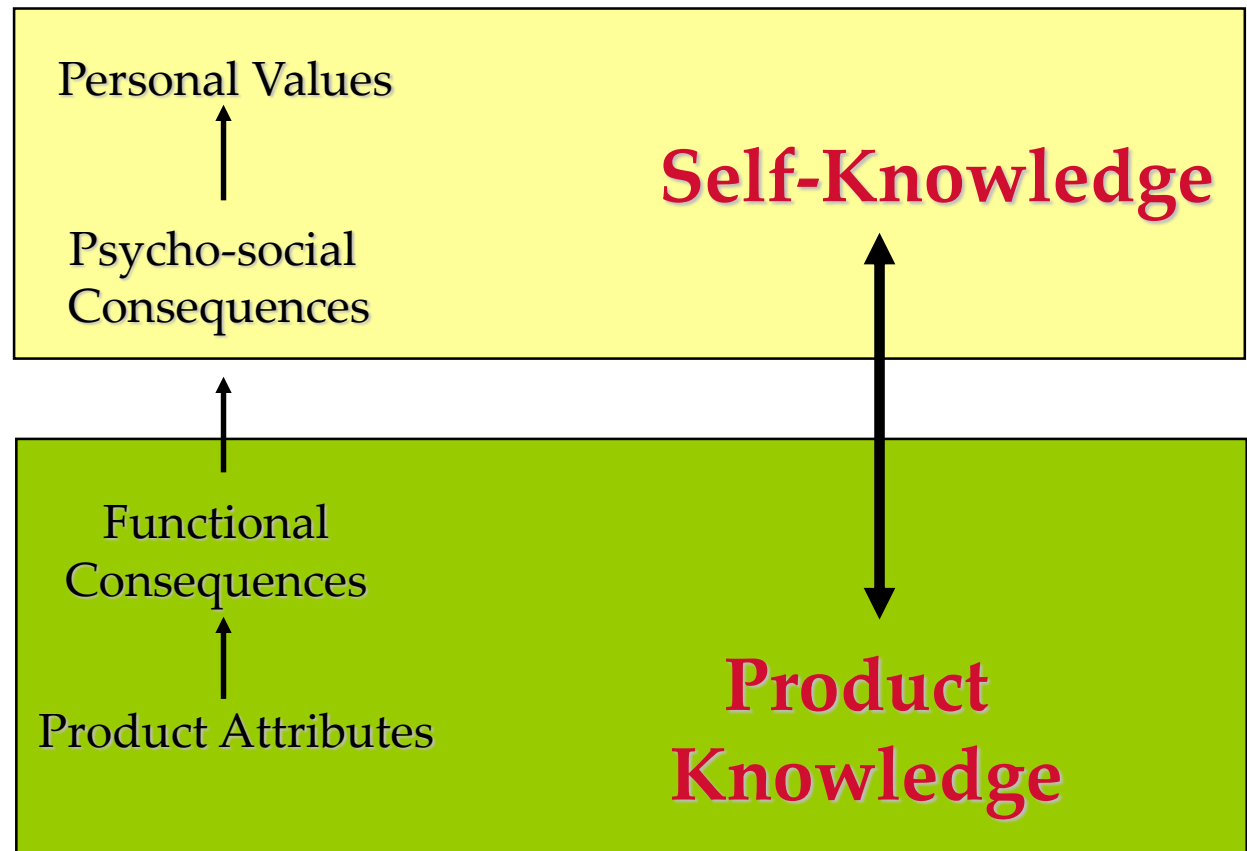 Personal Values
Self-Knowledge
Psycho-social
Consequences
Functional
Consequences
Product Attributes
Product
Knowledge